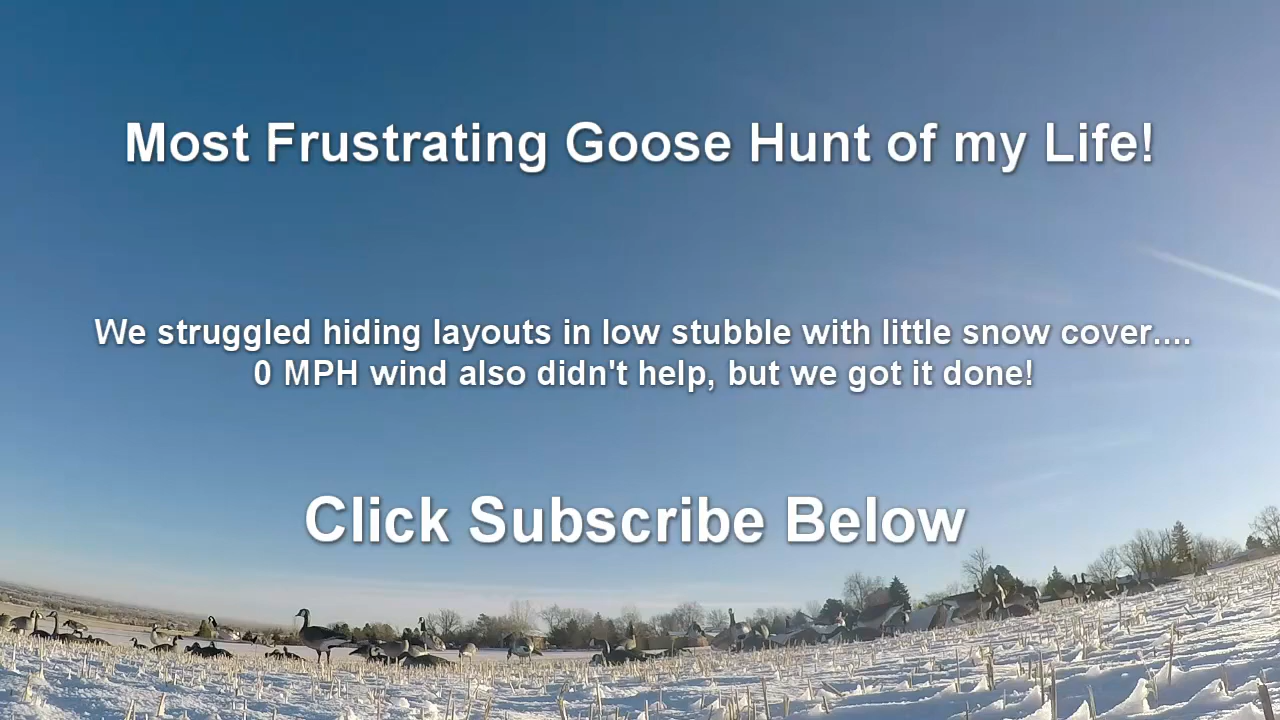 Most Frustrating Goose Hunt of my Life!
We struggled hiding layouts in low stubble with little snow cover....
0 MPH wind also didn't help, but we got it done!
Click Subscribe Below